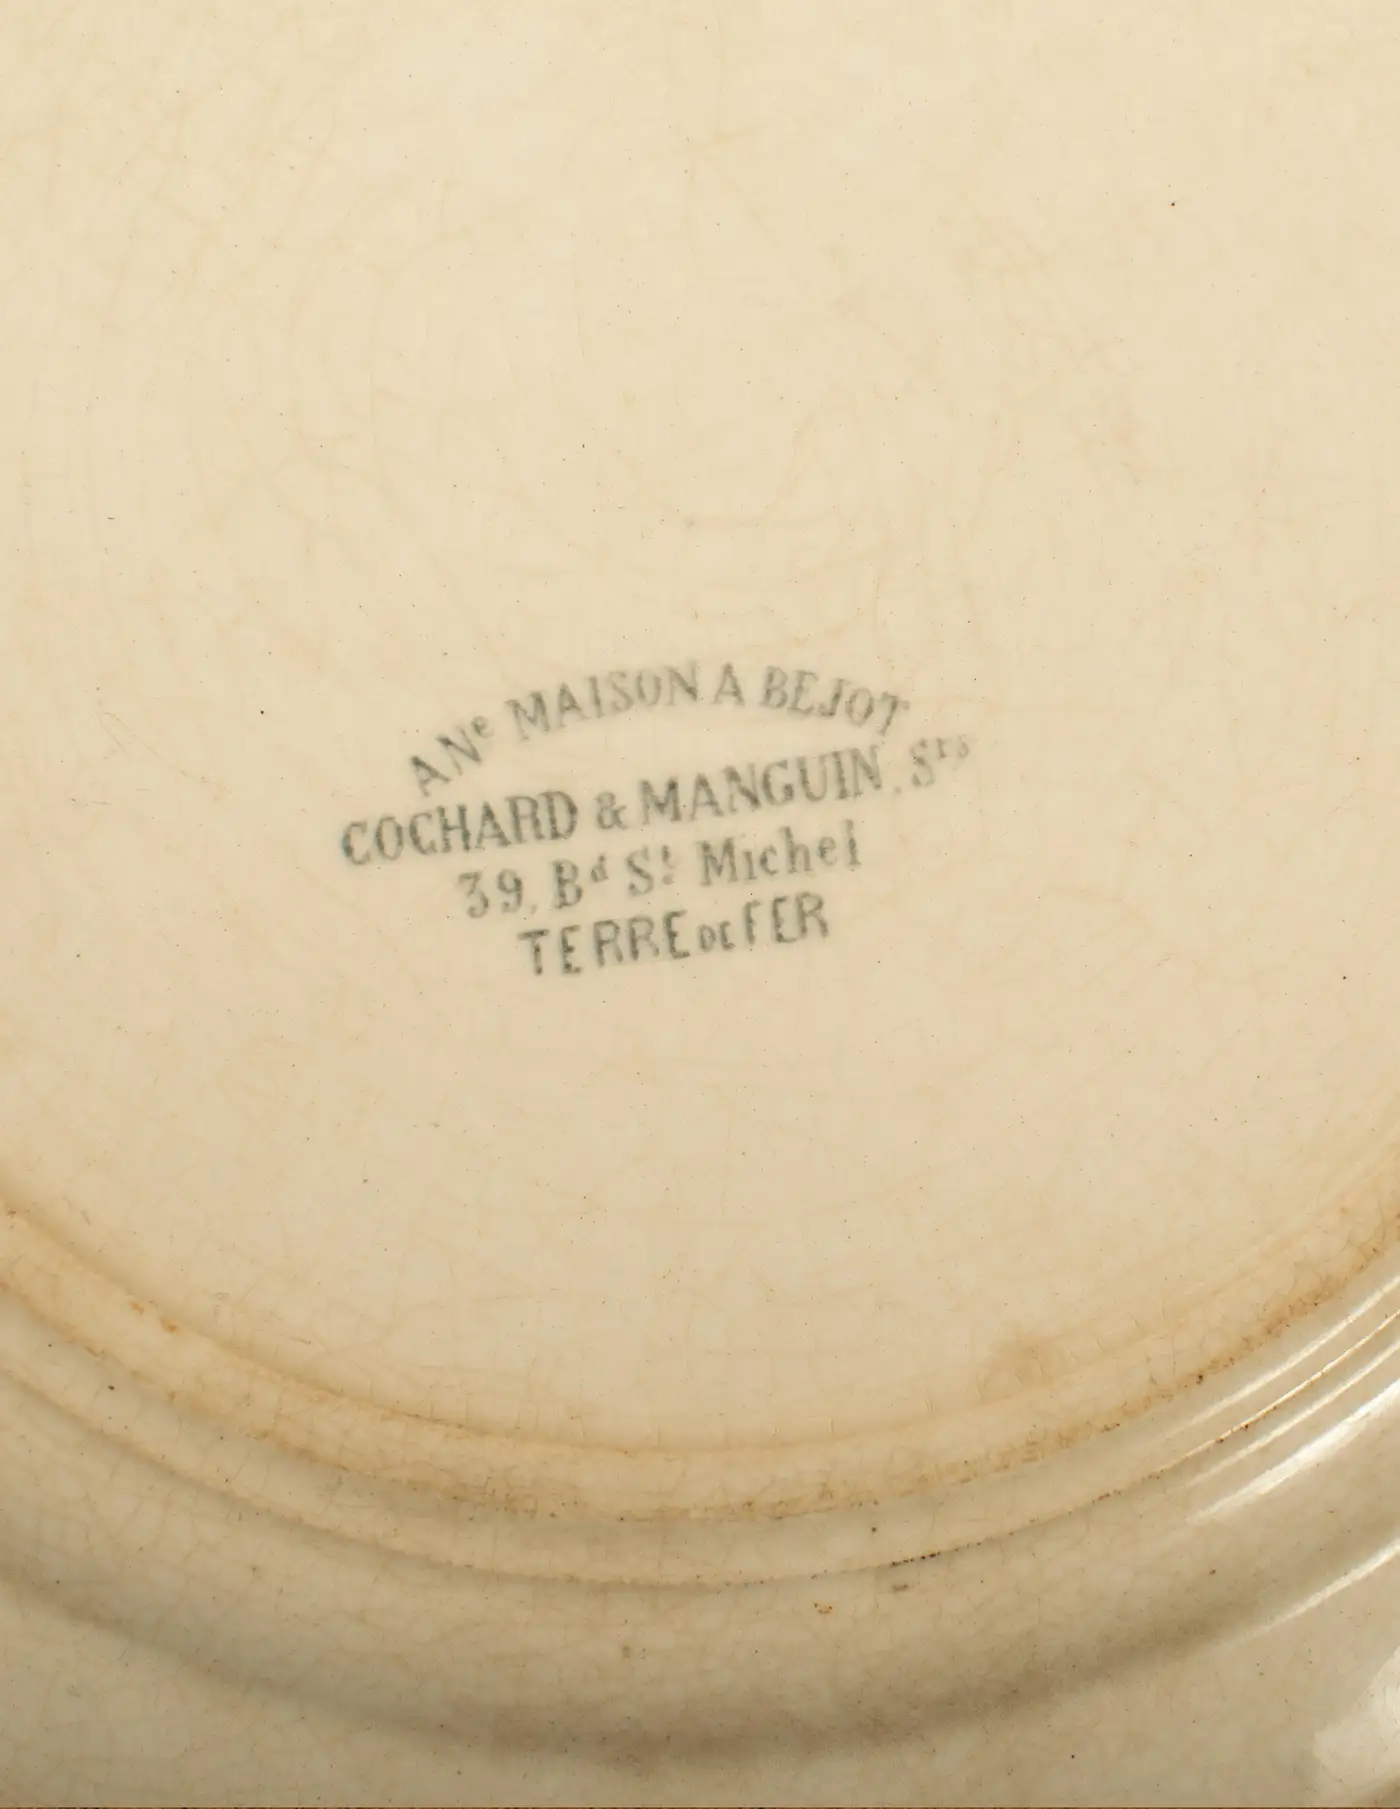 ANe MAISON A BEJOT
COCHARD & MANGUIN. Srs
39, Bd St Michel
TERRE DE FER